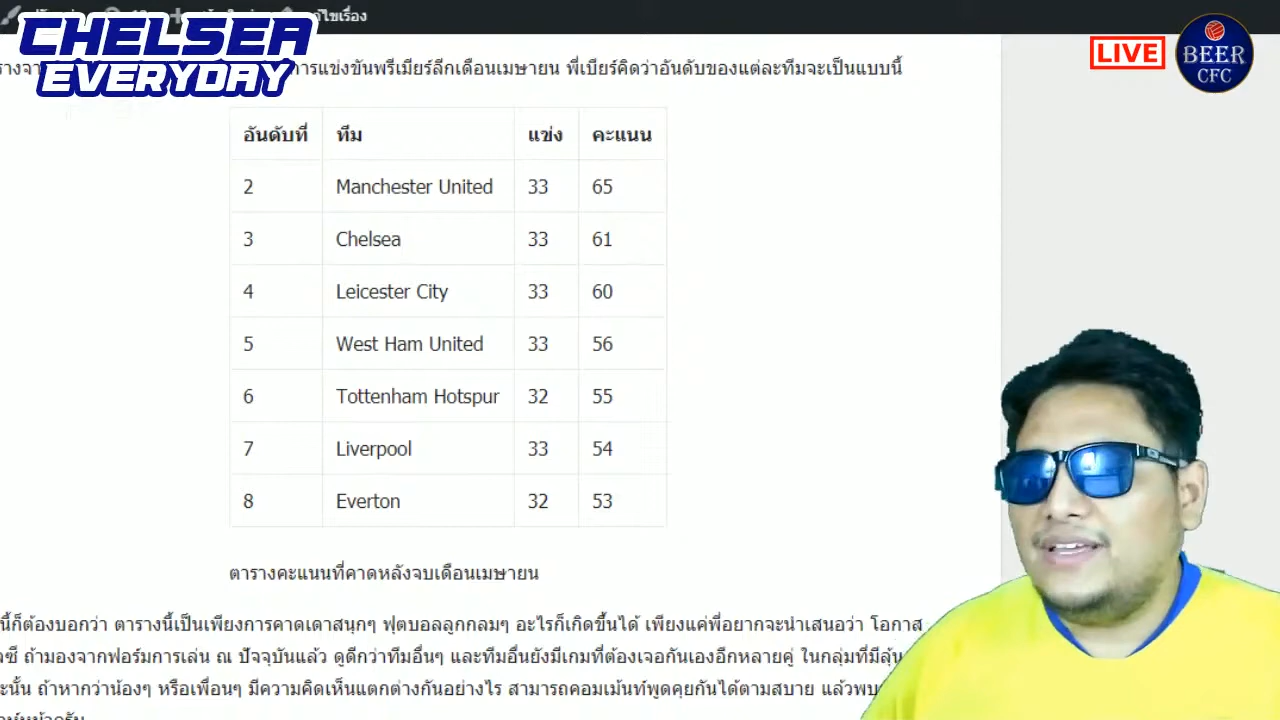 ไขเรื่อง
CHELSEA
EVERYDAY
LIVE
BEER
CFC
การแข่งขันพรีเมียร์ลีกเดือนเมษายน พี่เบียร์คิดว่าอันดับของแต่ละทีมจะเป็นแบบนี้
อันดับที่ ทีม แข่ง คะแนน
2 Manchester United 33 65
3 Chelsea 33 61
4 Leicester City 33 60
5 West Ham United 33 56
6 Tottenham Hotspur 32 55
7 Liverpool 33 54
8 Everton 32 53
ตารางคะแนนที่คาดหลังจบเดือนเมษายน
นี้ก็ต้องบอกว่า ตารางนี้เป็นเพียงการคาดเดาสนุกๆ ฟุตบอลลูกกลมๆ อะไรก็เกิดขึ้นได้ เพียงแค่พี่อยากจะนำเสนอว่า โอกาส
ซี ถ้ามองจากฟอร์มการเล่น ณ ปัจจุบันแล้ว ดูดีกว่าทีมอื่นๆ และทีมอื่นยังมีเกมที่ต้องเจอกันเองอีกหลายคู่ ในกลุ่มที่มีลุ้น
ะนั้น ถ้าหากว่าน้องๆ หรือเพื่อนๆ มีความคิดเห็นแตกต่างกันอย่างไร สามารถคอมเม้นท์พูดคุยกันได้ตามสบาย แล้วพบ